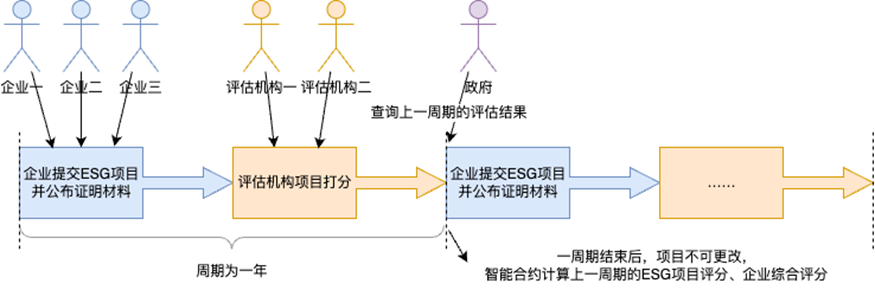 企业一
企业二
企业三
评估机构一
评估机构二
政府
查询上一周期的评估结果
企业提交ESG项目
并公布证明材料
评估机构项目打分
企业提交ESG项目
并公布证明材料
……
周期为一年
一周期结束后，项目不可更改，
智能合约计算上一周期的ESG项目评分、企业综合评分